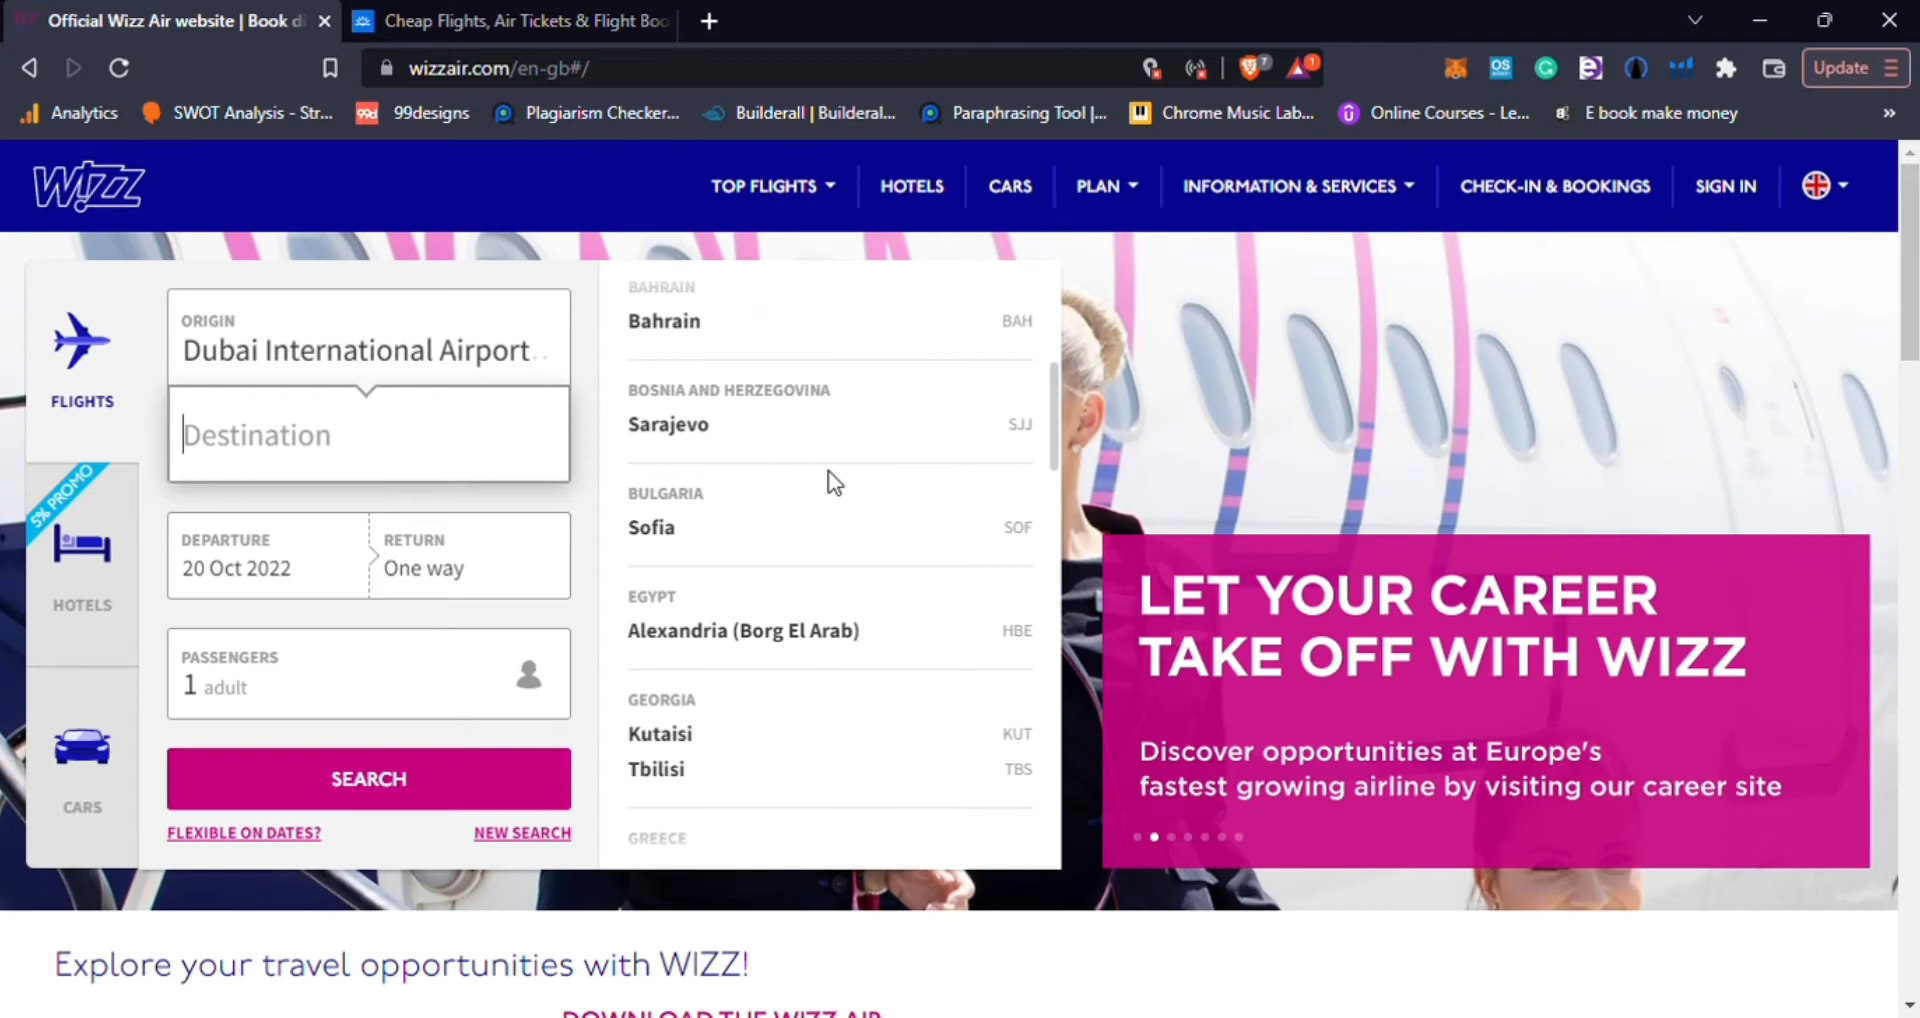 Official Wizz Air website | Book di
Cheap Flights, Air Tickets & Flight Boo
wizzair.com/en-gb#/
7
1
OS
Update
Analytics
SWOT Analysis - Str...
99d
99designs
Plagiarism Checker...
Builderall | Builderal...
Paraphrasing Tool |...
Chrome Music Lab...
Online Courses - Le...
E book make money
WIZZ
TOP FLIGHTS
HOTELS
CARS
PLAN
INFORMATION & SERVICES
CHECK-IN & BOOKINGS
SIGN IN
FLIGHTS
5% PROMO
HOTELS
CARS
ORIGIN
Dubai International Airport..
Destination
DEPARTURE
20 Oct 2022
RETURN
One way
PASSENGERS
1 adult
SEARCH
FLEXIBLE ON DATES?
NEW SEARCH
BAHRAIN
Bahrain BAH
BOSNIA AND HERZEGOVINA
Sarajevo SJJ
BULGARIA
Sofia SOF
EGYPT
Alexandria (Borg El Arab) HBE
GEORGIA
Kutaisi KUT
Tbilisi TBS
GREECE
LET YOUR CAREER
TAKE OFF WITH WIZZ
Discover opportunities at Europe's
fastest growing airline by visiting our career site
Explore your travel opportunities with WIZZ!
DOWNLOAD THE WIZZ AIR